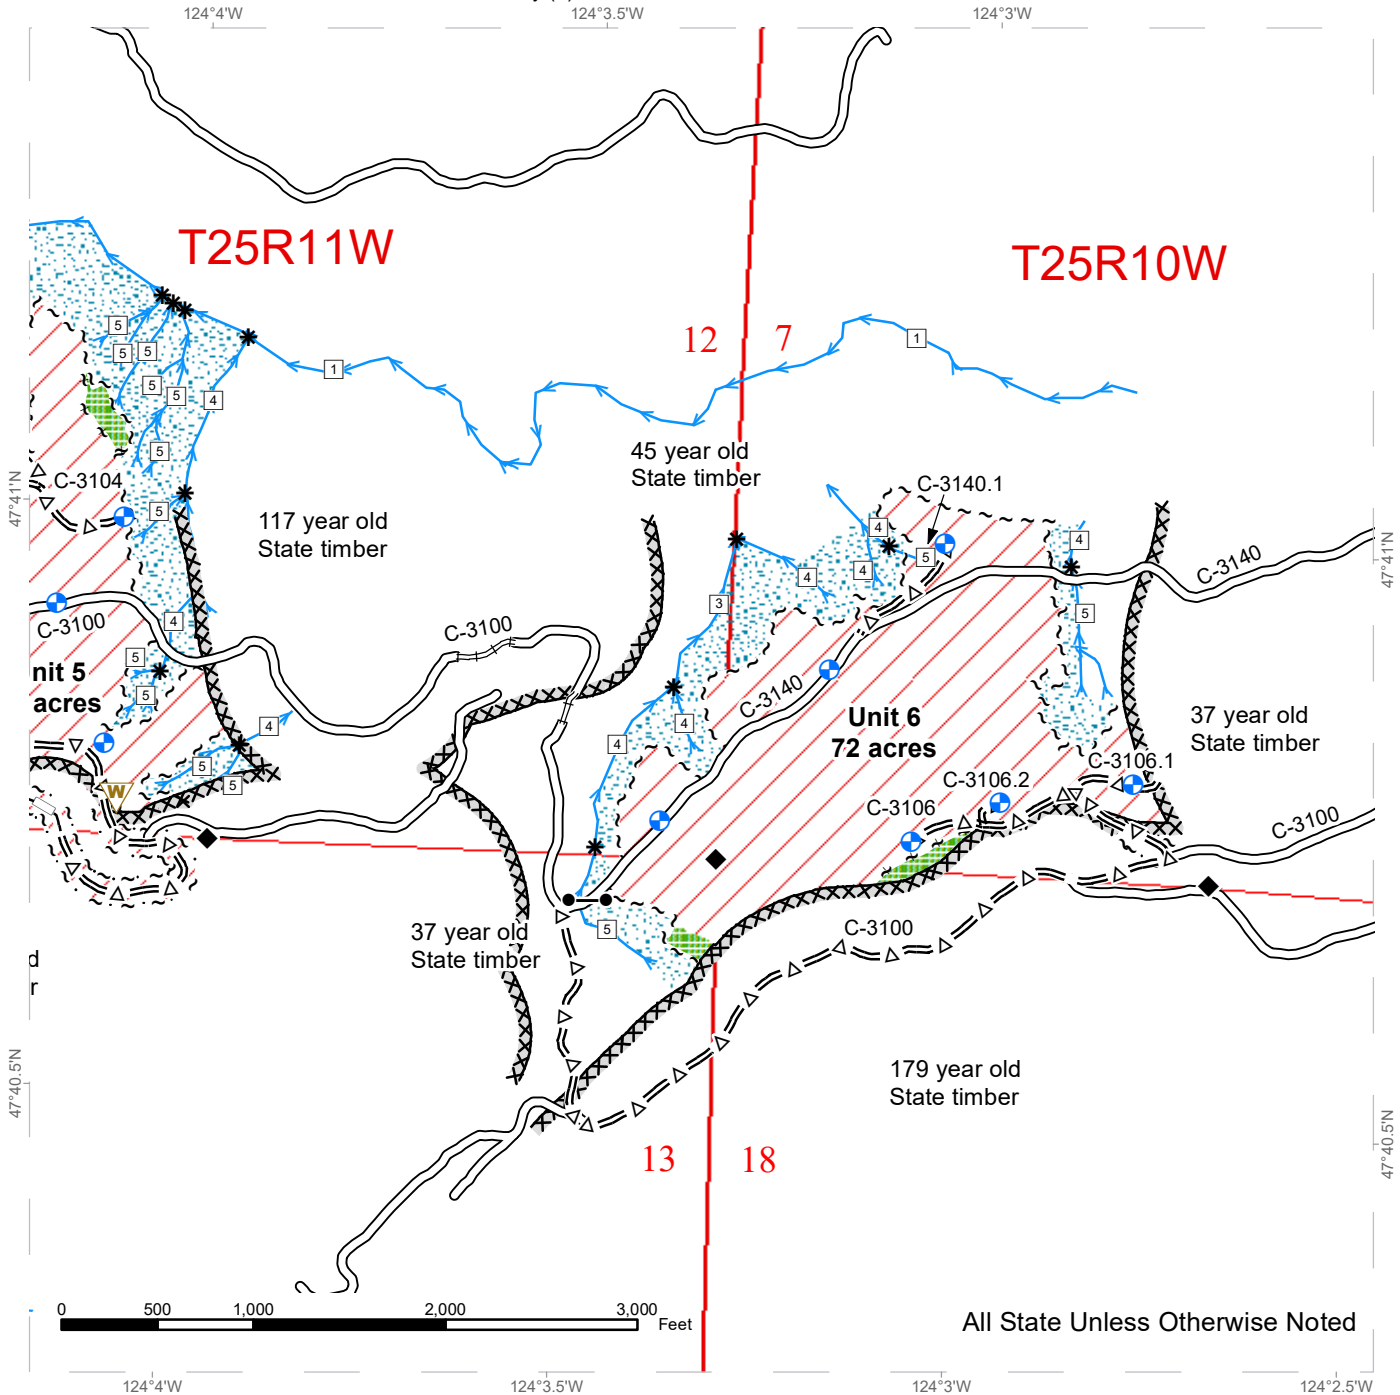 124°4'W
124°3.5'W
124°3'W
T25R11W
T25R10W
12
7
5
5
5
5
5
4
1
1
5
45 year old
State timber
C-3104
C-3140.1
47°41'N
47°41'N
5
117 year old
State timber
4
4
5
4
4
4
3
5
C-3140
C-3100
4
C-3100
5
nit 5
acres
5
C-3140
Unit 6
72 acres
37 year old
State timber
4
4
4
5
5
C-3106.1
C-3106.2
C-3106
W
C-3100
37 year old
State timber
5
C-3100
d
r
179 year old
State timber
47°40.5'N
47°40.5'N
13
18
0
500
1,000
2,000
3,000
Feet
All State Unless Otherwise Noted
124°4'W
124°3.5'W
124°3'W
124°2.5'W